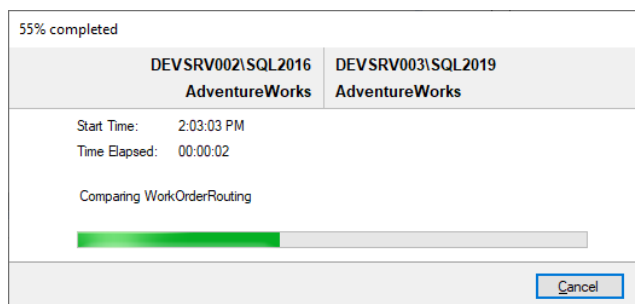 55% completed
DEVSRV002\SQL2016 DEVSRV003\SQL2019
AdventureWorks AdventureWorks
Start Time: 2:03:03 PM
Time Elapsed: 00:00:02
Comparing WorkOrderRouting
Cancel